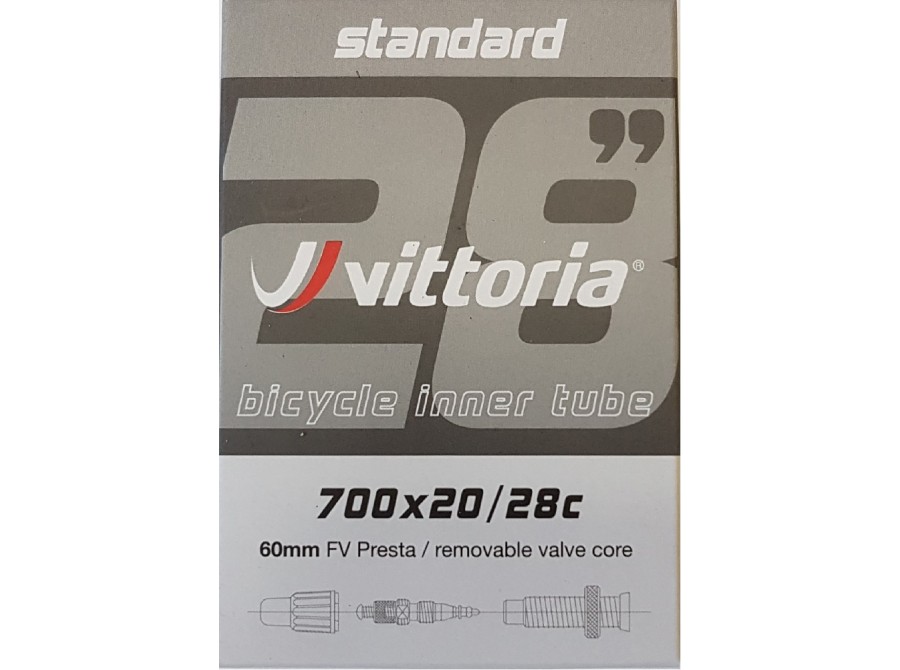 standard
28”
vittoria®
bicycle inner tube
700x20/28c
60mm FV Presta / removable valve core